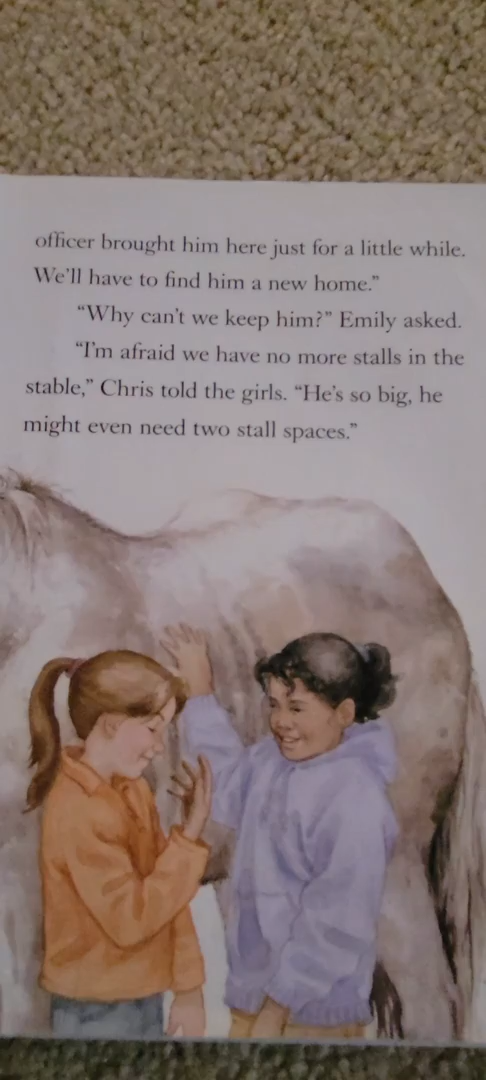 officer brought him here just for a little while.
We'll have to find him a new home."
"Why can't we keep him?" Emily asked.
"I'm afraid we have no more stalls in the
stable," Chris told the girls. "He's so big, he
might even need two stall spaces."